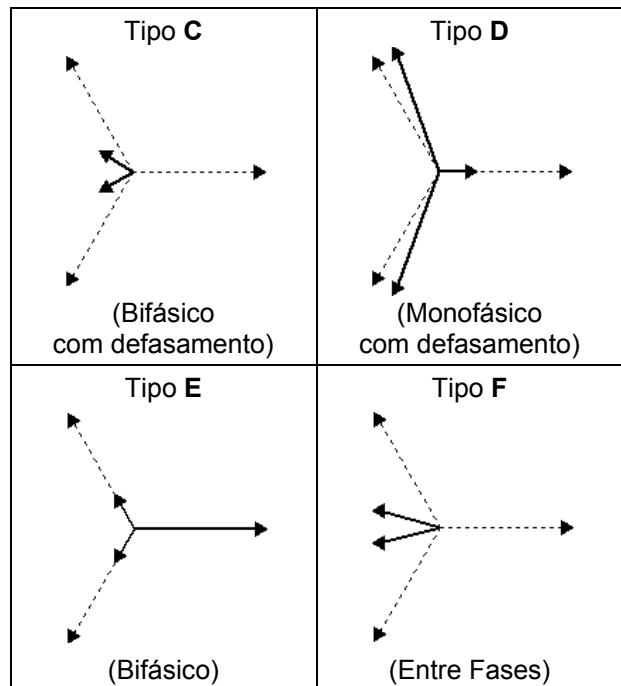 Tipo C
Tipo D
(Bifásico
com defasamento)
(Monofásico
com defasamento)
Tipo E
Tipo F
(Bifásico)
(Entre Fases)